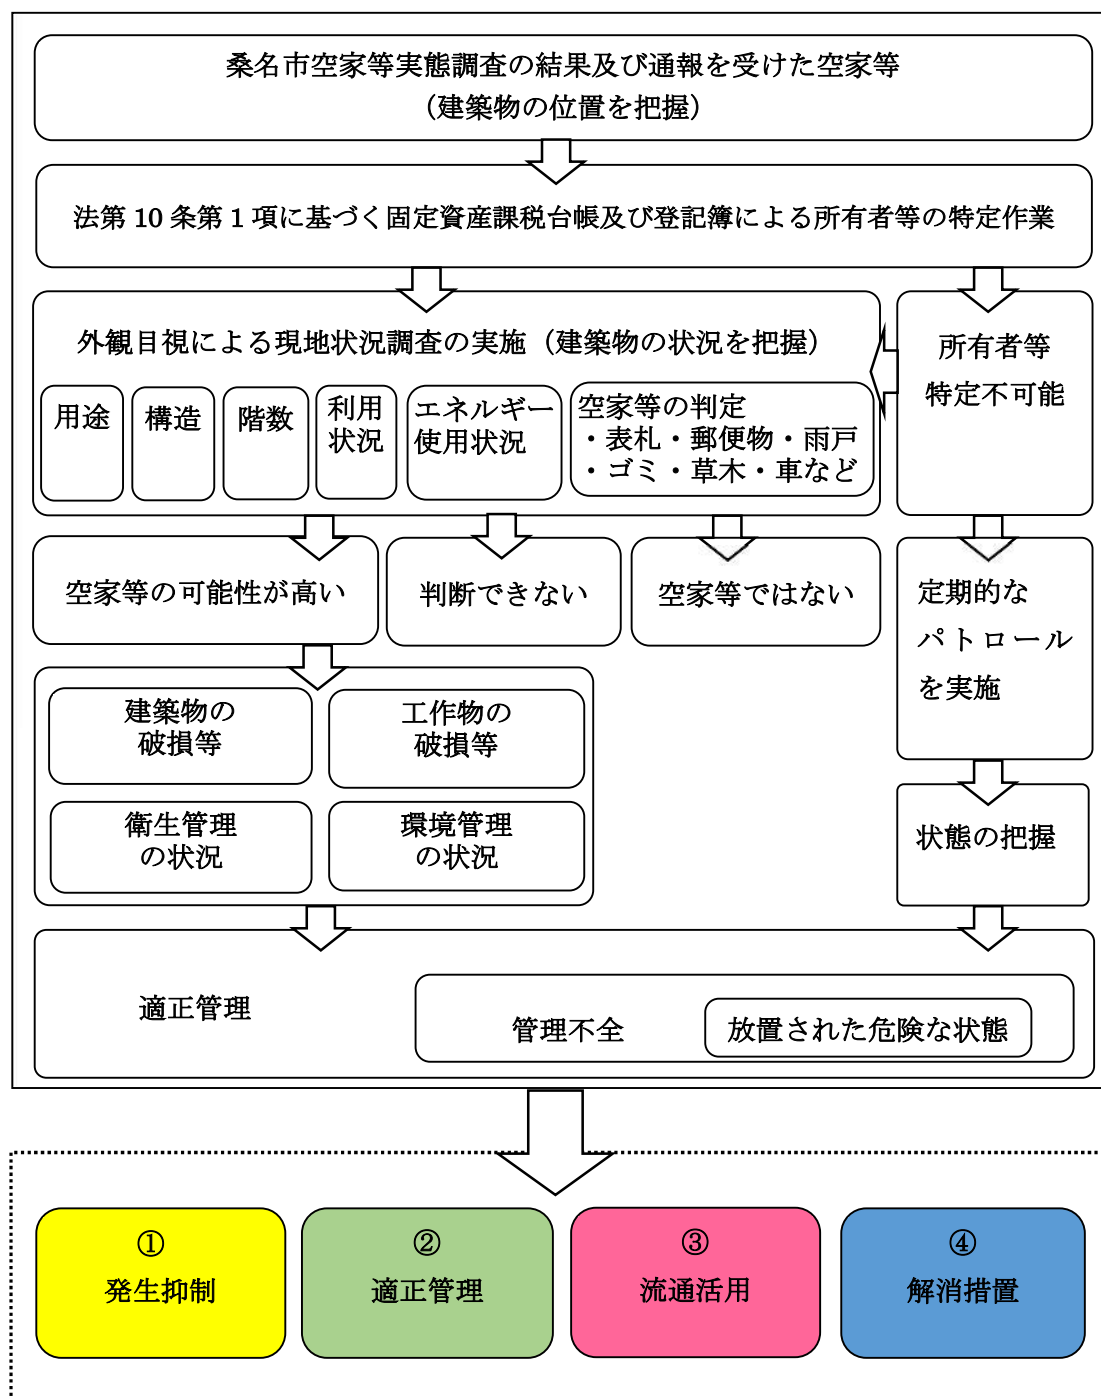 桑名市空家等実態調査の結果及び通報を受けた空家等
（建築物の位置を把握）
法第 10 条第 1 項に基づく固定資産課税台帳及び登記簿による所有者等の特定作業
外観目視による現地状況調査の実施（建築物の状況を把握）
用途
構造
階数
利用
状況
エネルギー
使用状況
空家等の判定
・表札・郵便物・雨戸
・ゴミ・草木・車など
所有者等
特定不可能
空家等の可能性が高い
判断できない
空家等ではない
定期的な
パトロール
を実施
建築物の
破損等
工作物の
破損等
衛生管理
の状況
環境管理
の状況
状態の把握
適正管理
管理不全
放置された危険な状態
①
発生抑制
②
適正管理
③
流通活用
④
解消措置